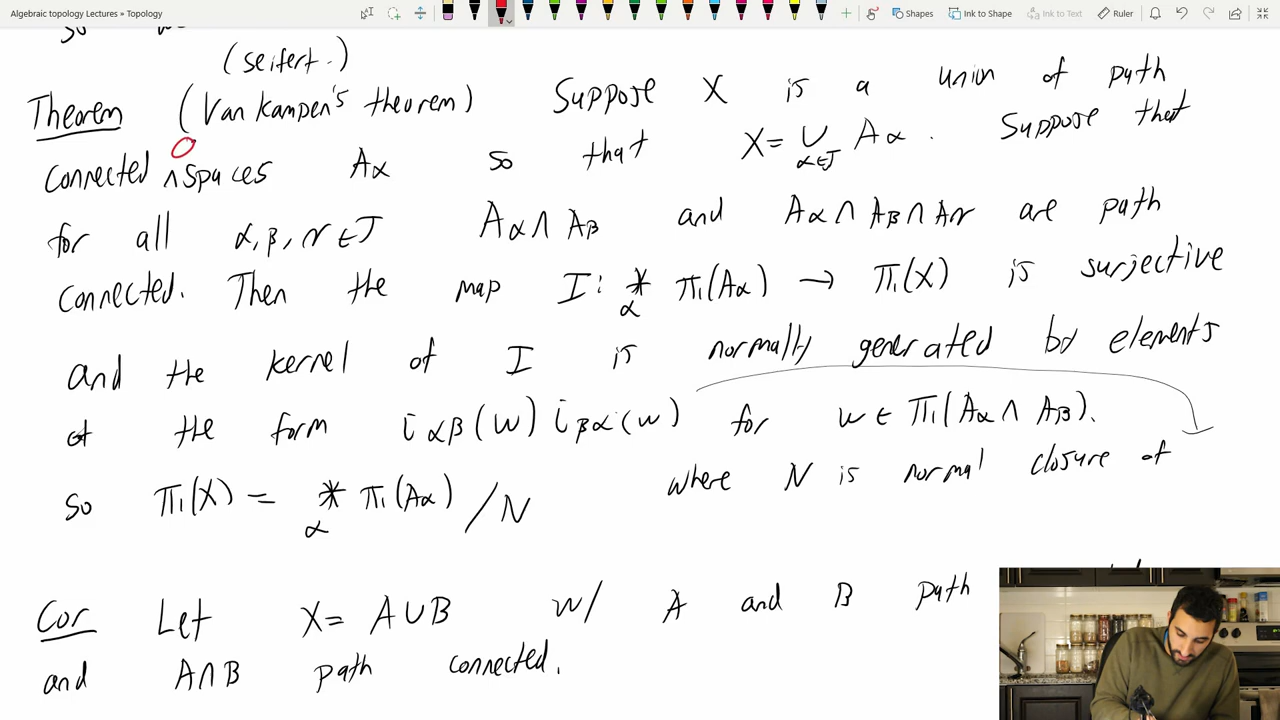 Algebraic topology Lectures » Topology
Shapes Ink to Shape Ink to Text Ruler
so
(seifert -)
Theorem (Van Kampen's theorem) Suppose X is a union of path
connected ∧ spaces Aα so that X = ∪ α∈J Aα . Suppose that
for all α, β, γ ∈ J Aα ∩ Aβ and Aα ∩ Aβ ∩ Aγ are path
connected. Then the map I: *α π1(Aα) → π1(X) is surjective
and the kernel of I is normally generated by elements
of the form iαβ(w) iβα(w) for w ∈ π1(Aα ∩ Aβ).
so π1(X) = *α π1(Aα) / N where N is normal closure of
Cor Let X = A∪B w/ A and B path
and A∩B path connected.